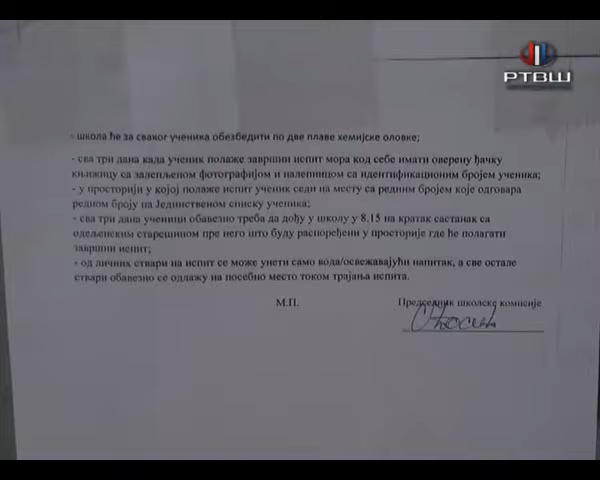 РТВШ
- школа ће за сваког ученика обезбедити по две плаве хемијске оловке;
- сва три дана када ученик полаже завршни испит мора код себе имати оверену ђачку
књижицу са залепљеном фотографијом и налепницом са идентификационим бројем ученика;
- у просторији у којој полаже испит ученик седи на месту са редним бројем које одговара
редном броју на Јединственом списку ученика;
- сва три дана ученици обавезно треба да дођу у школу у 8.15 на кратак састанак са
одељенским старешином пре него што буду распоређени у просторије где ће полагати
завршни испит;
- од личних ствари на испит се може унети само вода/освежавајући напитак, а све остале
ствари обавезно се одлажу на посебно место током трајања испита.
М.П.
Председник школске комисије